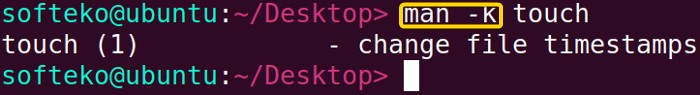 softeko@ubuntu:~/Desktop> man -k touch
touch (1)            - change file timestamps
softeko@ubuntu:~/Desktop>